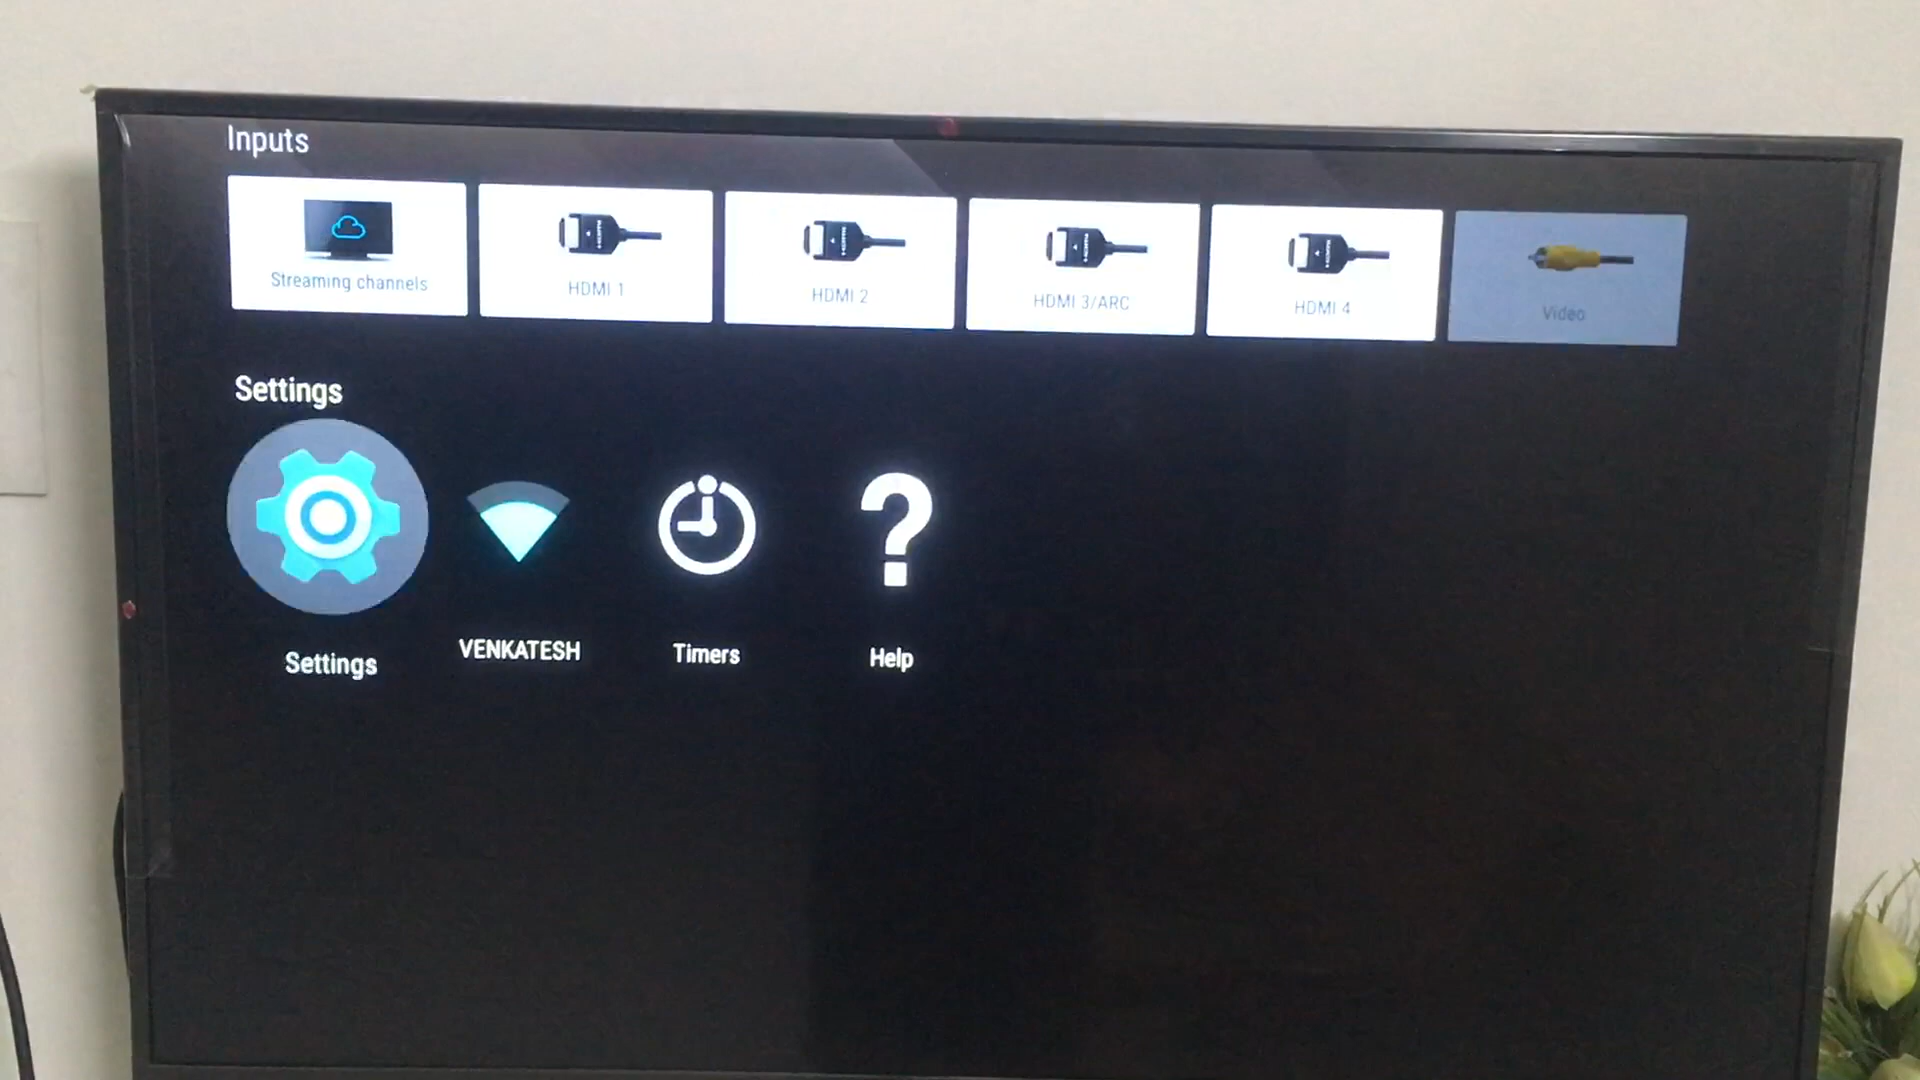 Inputs
Streaming channels
HDMI 1
HDMI 2
HDMI 3/ARC
HDMI 4
Video
Settings
Settings
VENKATESH
Timers
Help